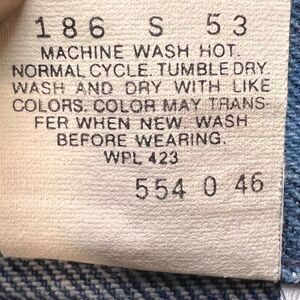 186 S 53
MACHINE WASH HOT.
NORMAL CYCLE. TUMBLE DRY.
WASH AND DRY WITH LIKE
COLORS. COLOR MAY TRANS-
FER WHEN NEW. WASH
BEFORE WEARING.
WPL 423
554 0 46